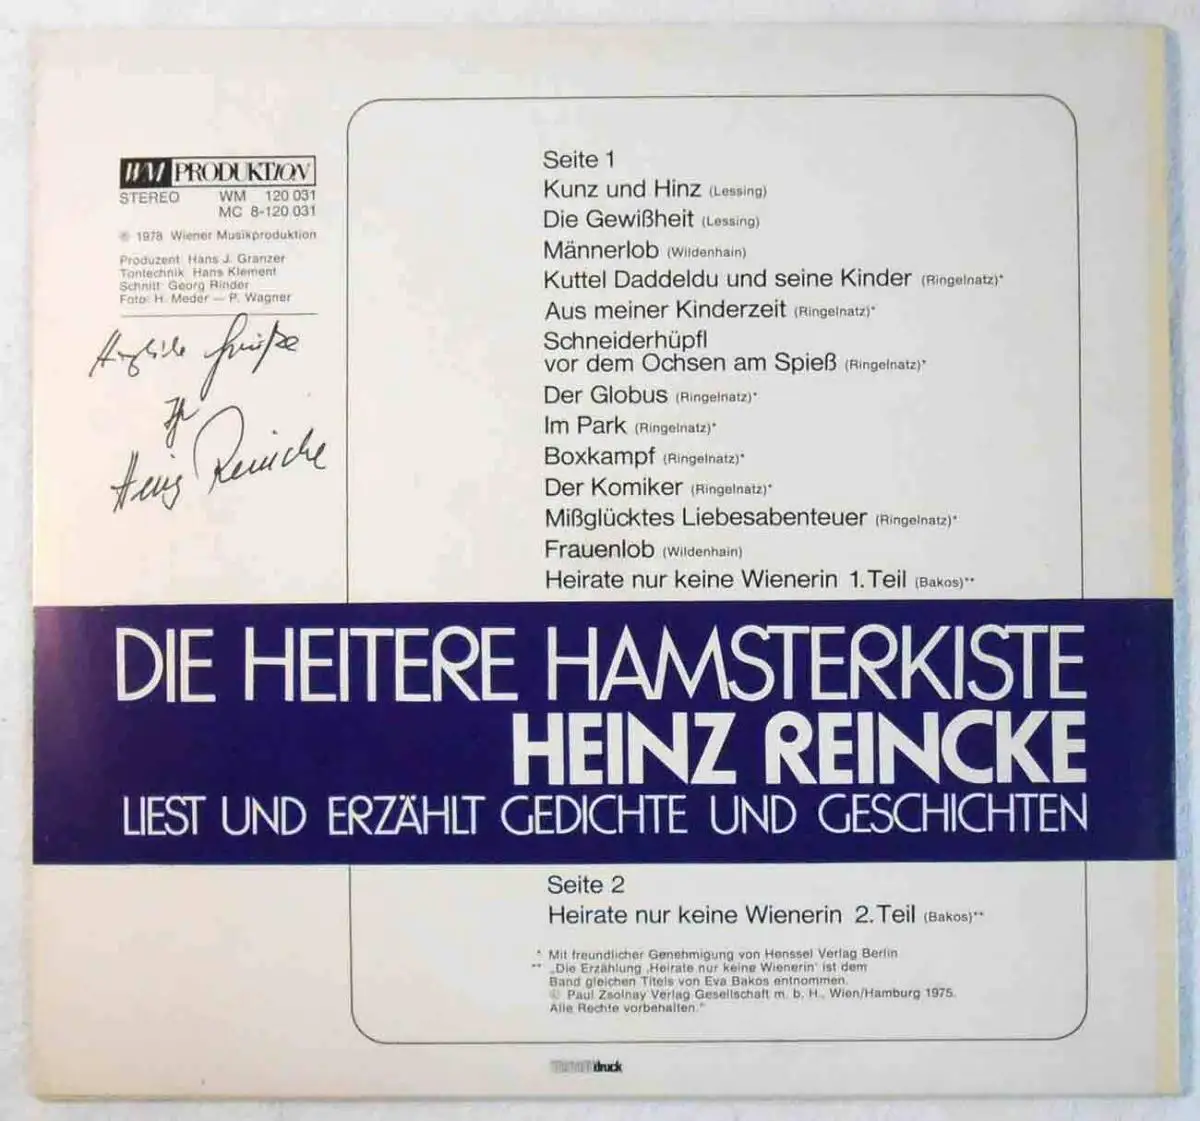 WM PRODUKTION
STEREO WM 120 031
MC 8-120 031
℗ 1978 Wiener Musikproduktion
Produzent: Hans J. Granzer
Tontechnik: Hans Klement
Schnitt: Georg Rinder
Foto: H. Meder – P. Wagner
Herzliche Grüße
Ihr
Heinz Reincke
Seite 1
Kunz und Hinz (Lessing)
Die Gewißheit (Lessing)
Männerlob (Wildenhain)
Kuttel Daddeldu und seine Kinder (Ringelnatz)*
Aus meiner Kinderzeit (Ringelnatz)*
Schneiderhüpfl
vor dem Ochsen am Spieß (Ringelnatz)*
Der Globus (Ringelnatz)*
Im Park (Ringelnatz)*
Boxkampf (Ringelnatz)*
Der Komiker (Ringelnatz)*
Mißglücktes Liebesabenteuer (Ringelnatz)*
Frauenlob (Wildenhain)
Heirate nur keine Wienerin 1. Teil (Bakos)**
DIE HEITERE HAMSTERKISTE
HEINZ REINCKE
LIEST UND ERZÄHLT GEDICHTE UND GESCHICHTEN
Seite 2
Heirate nur keine Wienerin 2. Teil (Bakos)**
* Mit freundlicher Genehmigung von Henssel Verlag Berlin
** „Die Erzählung ‚Heirate nur keine Wienerin' ist dem
Band gleichen Titels von Eva Bakos entnommen.
© Paul Zsolnay Verlag Gesellschaft m. b. H., Wien/Hamburg 1975.
Alle Rechte vorbehalten."
druck